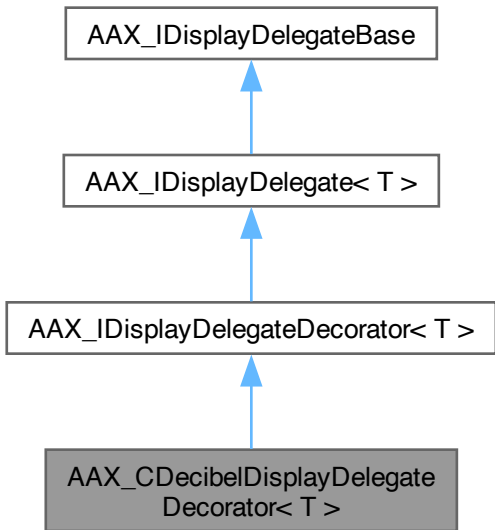 AAX_IDisplayDelegateBase
AAX_IDisplayDelegate< T >
AAX_IDisplayDelegateDecorator< T >
AAX_CDecibelDisplayDelegate
Decorator< T >